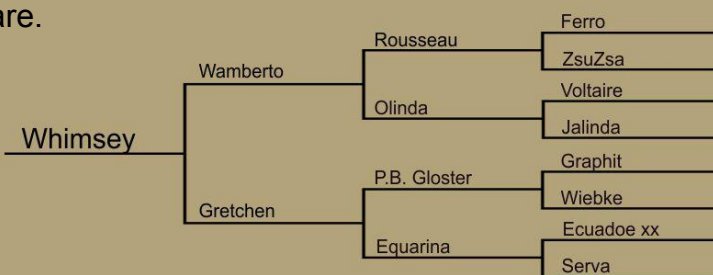 are.
Ferro
Rousseau
ZsuZsa
Wamberto
Voltaire
Olinda
Jalinda
Whimsey
Graphit
P.B. Gloster
Wiebke
Gretchen
Ecuadoe xx
Equarina
Serva